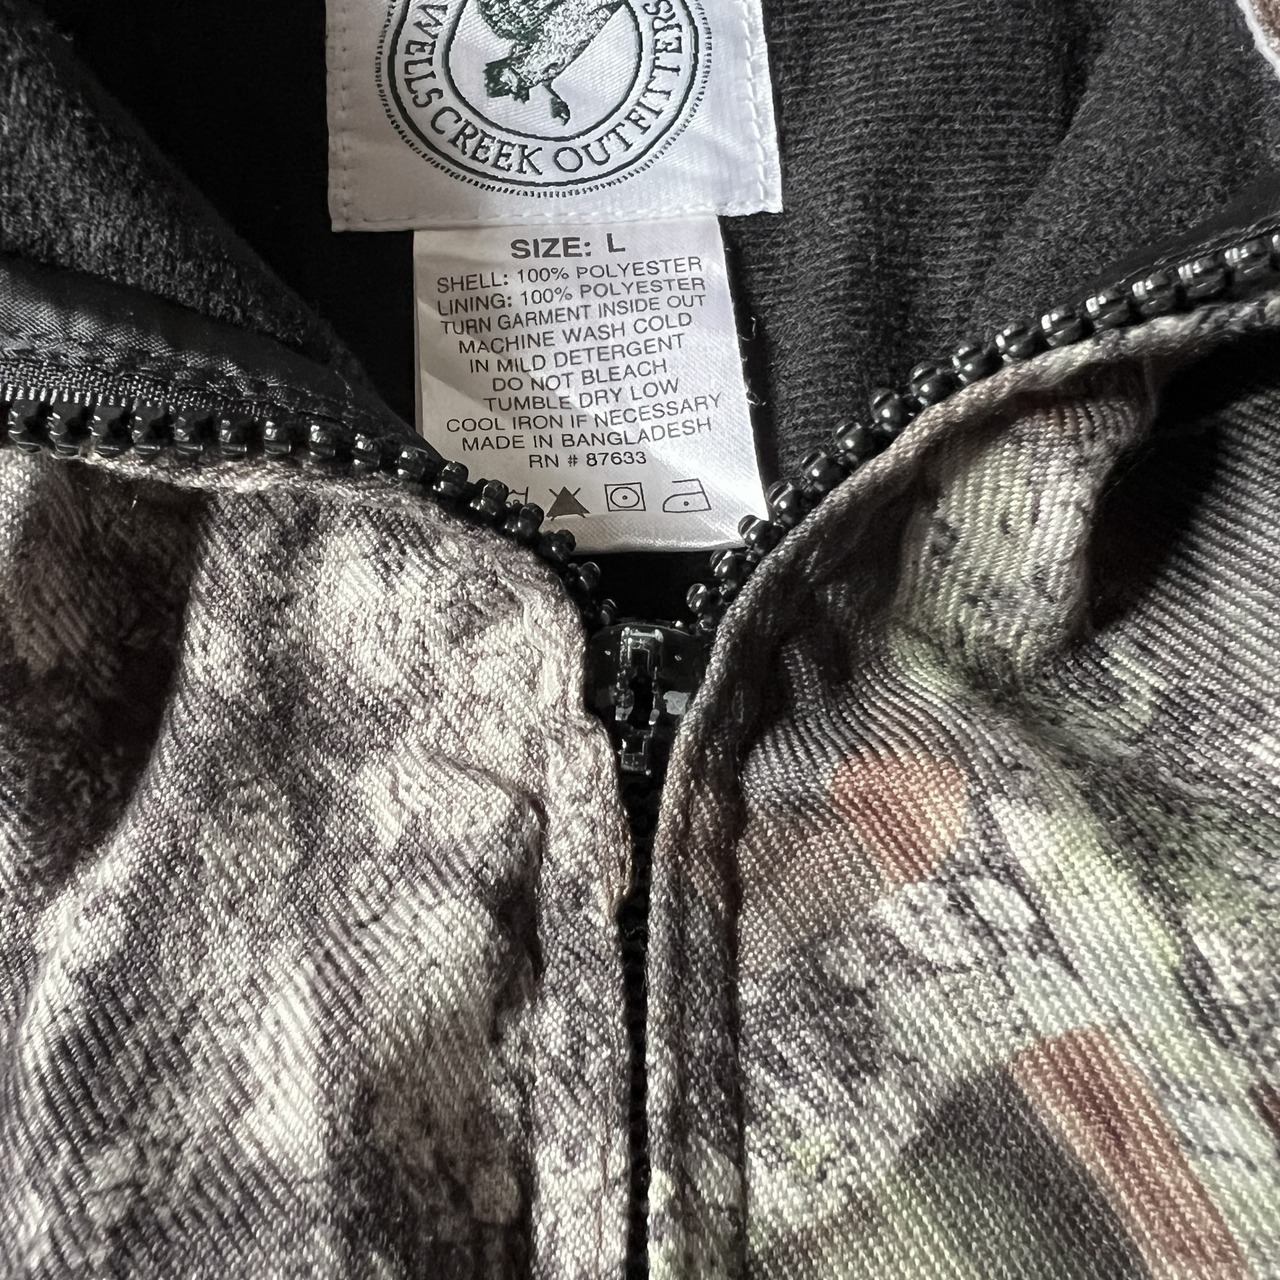 WELLS CREEK OUTFITTERS
SIZE: L
SHELL: 100% POLYESTER
LINING: 100% POLYESTER
TURN GARMENT INSIDE OUT
MACHINE WASH COLD
IN MILD DETERGENT
DO NOT BLEACH
TUMBLE DRY LOW
COOL IRON IF NECESSARY
MADE IN BANGLADESH
RN # 87633